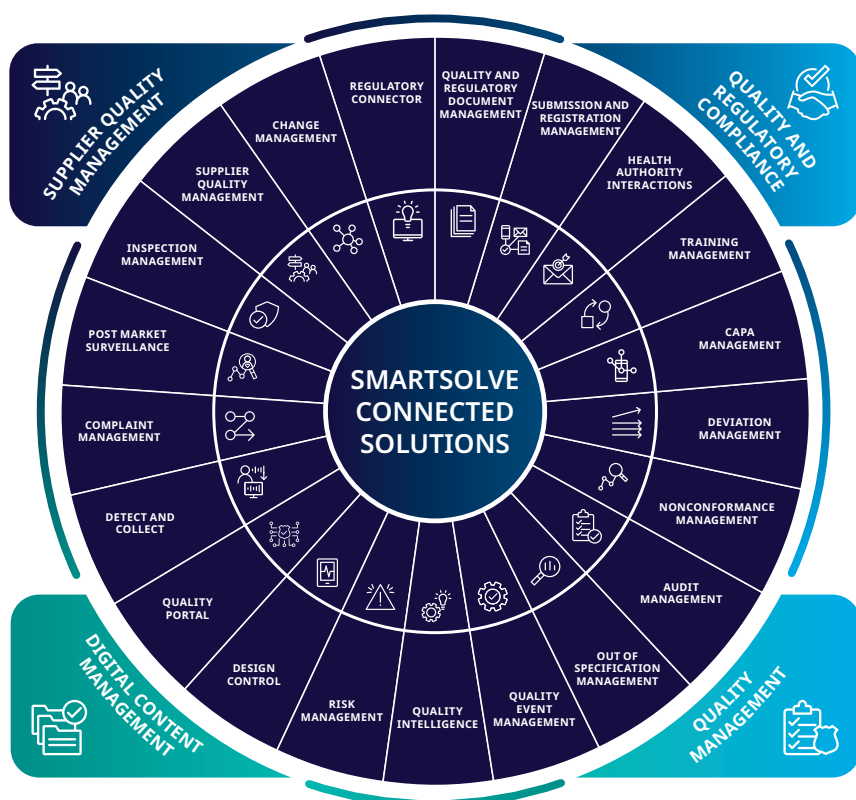 SUPPLIER QUALITY
MANAGEMENT
QUALITY AND
REGULATORY
COMPLIANCE
REGULATORY
CONNECTOR
QUALITY AND
REGULATORY
DOCUMENT
MANAGEMENT
SUBMISSION AND
REGISTRATION
MANAGEMENT
HEALTH
AUTHORITY
INTERACTIONS
TRAINING
MANAGEMENT
CAPA
MANAGEMENT
DEVIATION
MANAGEMENT
NONCONFORMANCE
MANAGEMENT
AUDIT
MANAGEMENT
OUT OF
SPECIFICATION
MANAGEMENT
QUALITY
EVENT
MANAGEMENT
QUALITY
INTELLIGENCE
RISK
MANAGEMENT
DESIGN
CONTROL
QUALITY
PORTAL
DETECT AND
COLLECT
COMPLAINT
MANAGEMENT
POST MARKET
SURVEILLANCE
INSPECTION
MANAGEMENT
SUPPLIER
QUALITY
MANAGEMENT
CHANGE
MANAGEMENT
SMARTSOLVE
CONNECTED
SOLUTIONS
DIGITAL CONTENT
MANAGEMENT
QUALITY
MANAGEMENT